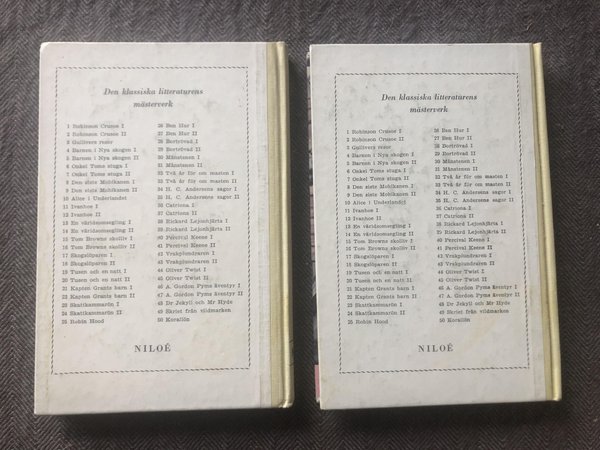 Den klassiska litteraturens
mästerverk
1 Robinson Crusoe I
2 Robinson Crusoe II
3 Gullivers resor
4 Barnen i Nya skogen I
5 Barnen i Nya skogen II
6 Onkel Toms stuga I
7 Onkel Toms stuga II
8 Den siste Mohikanen I
9 Den siste Mohikanen II
10 Alice i Underlandet
11 Ivanhoe I
12 Ivanhoe II
13 En världsomsegling I
14 En världsomsegling II
15 Tom Browns skolliv I
16 Tom Browns skolliv II
17 Skogslöparen I
18 Skogslöparen II
19 Tusen och en natt I
20 Tusen och en natt II
21 Kapten Grants barn I
22 Kapten Grants barn II
23 Skattkammarön I
24 Skattkammarön II
25 Robin Hood
26 Ben Hur I
27 Ben Hur II
28 Bortrövad I
29 Bortrövad II
30 Månstenen I
31 Månstenen II
32 Två år för om masten I
33 Två år för om masten II
34 H. C. Andersens sagor I
35 H. C. Andersens sagor II
36 Catriona I
37 Catriona II
38 Rickard Lejonhjärta I
39 Rickard Lejonhjärta II
40 Percival Keene I
41 Percival Keene II
42 Vrakplundraren I
43 Vrakplundraren II
44 Oliver Twist I
45 Oliver Twist II
46 A. Gordon Pyms äventyr I
47 A. Gordon Pyms äventyr II
48 Dr Jekyll och Mr Hyde
49 Skriet från vildmarken
50 Korallön
NILOÉ
Den klassiska litteraturens
mästerverk
1 Robinson Crusoe I
2 Robinson Crusoe II
3 Gullivers resor
4 Barnen i Nya skogen I
5 Barnen i Nya skogen II
6 Onkel Toms stuga I
7 Onkel Toms stuga II
8 Den siste Mohikanen I
9 Den siste Mohikanen II
10 Alice i Underlandet
11 Ivanhoe I
12 Ivanhoe II
13 En världsomsegling I
14 En världsomsegling II
15 Tom Browns skolliv I
16 Tom Browns skolliv II
17 Skogslöparen I
18 Skogslöparen II
19 Tusen och en natt I
20 Tusen och en natt II
21 Kapten Grants barn I
22 Kapten Grants barn II
23 Skattkammarön I
24 Skattkammarön II
25 Robin Hood
26 Ben Hur I
27 Ben Hur II
28 Bortrövad I
29 Bortrövad II
30 Månstenen I
31 Månstenen II
32 Två år för om masten I
33 Två år för om masten II
34 H. C. Andersens sagor I
35 H. C. Andersens sagor II
36 Catriona I
37 Catriona II
38 Rickard Lejonhjärta I
39 Rickard Lejonhjärta II
40 Percival Keene I
41 Percival Keene II
42 Vrakplundraren I
43 Vrakplundraren II
44 Oliver Twist I
45 Oliver Twist II
46 A. Gordon Pyms äventyr I
47 A. Gordon Pyms äventyr II
48 Dr Jekyll och Mr Hyde
49 Skriet från vildmarken
50 Korallön
NILOÉ